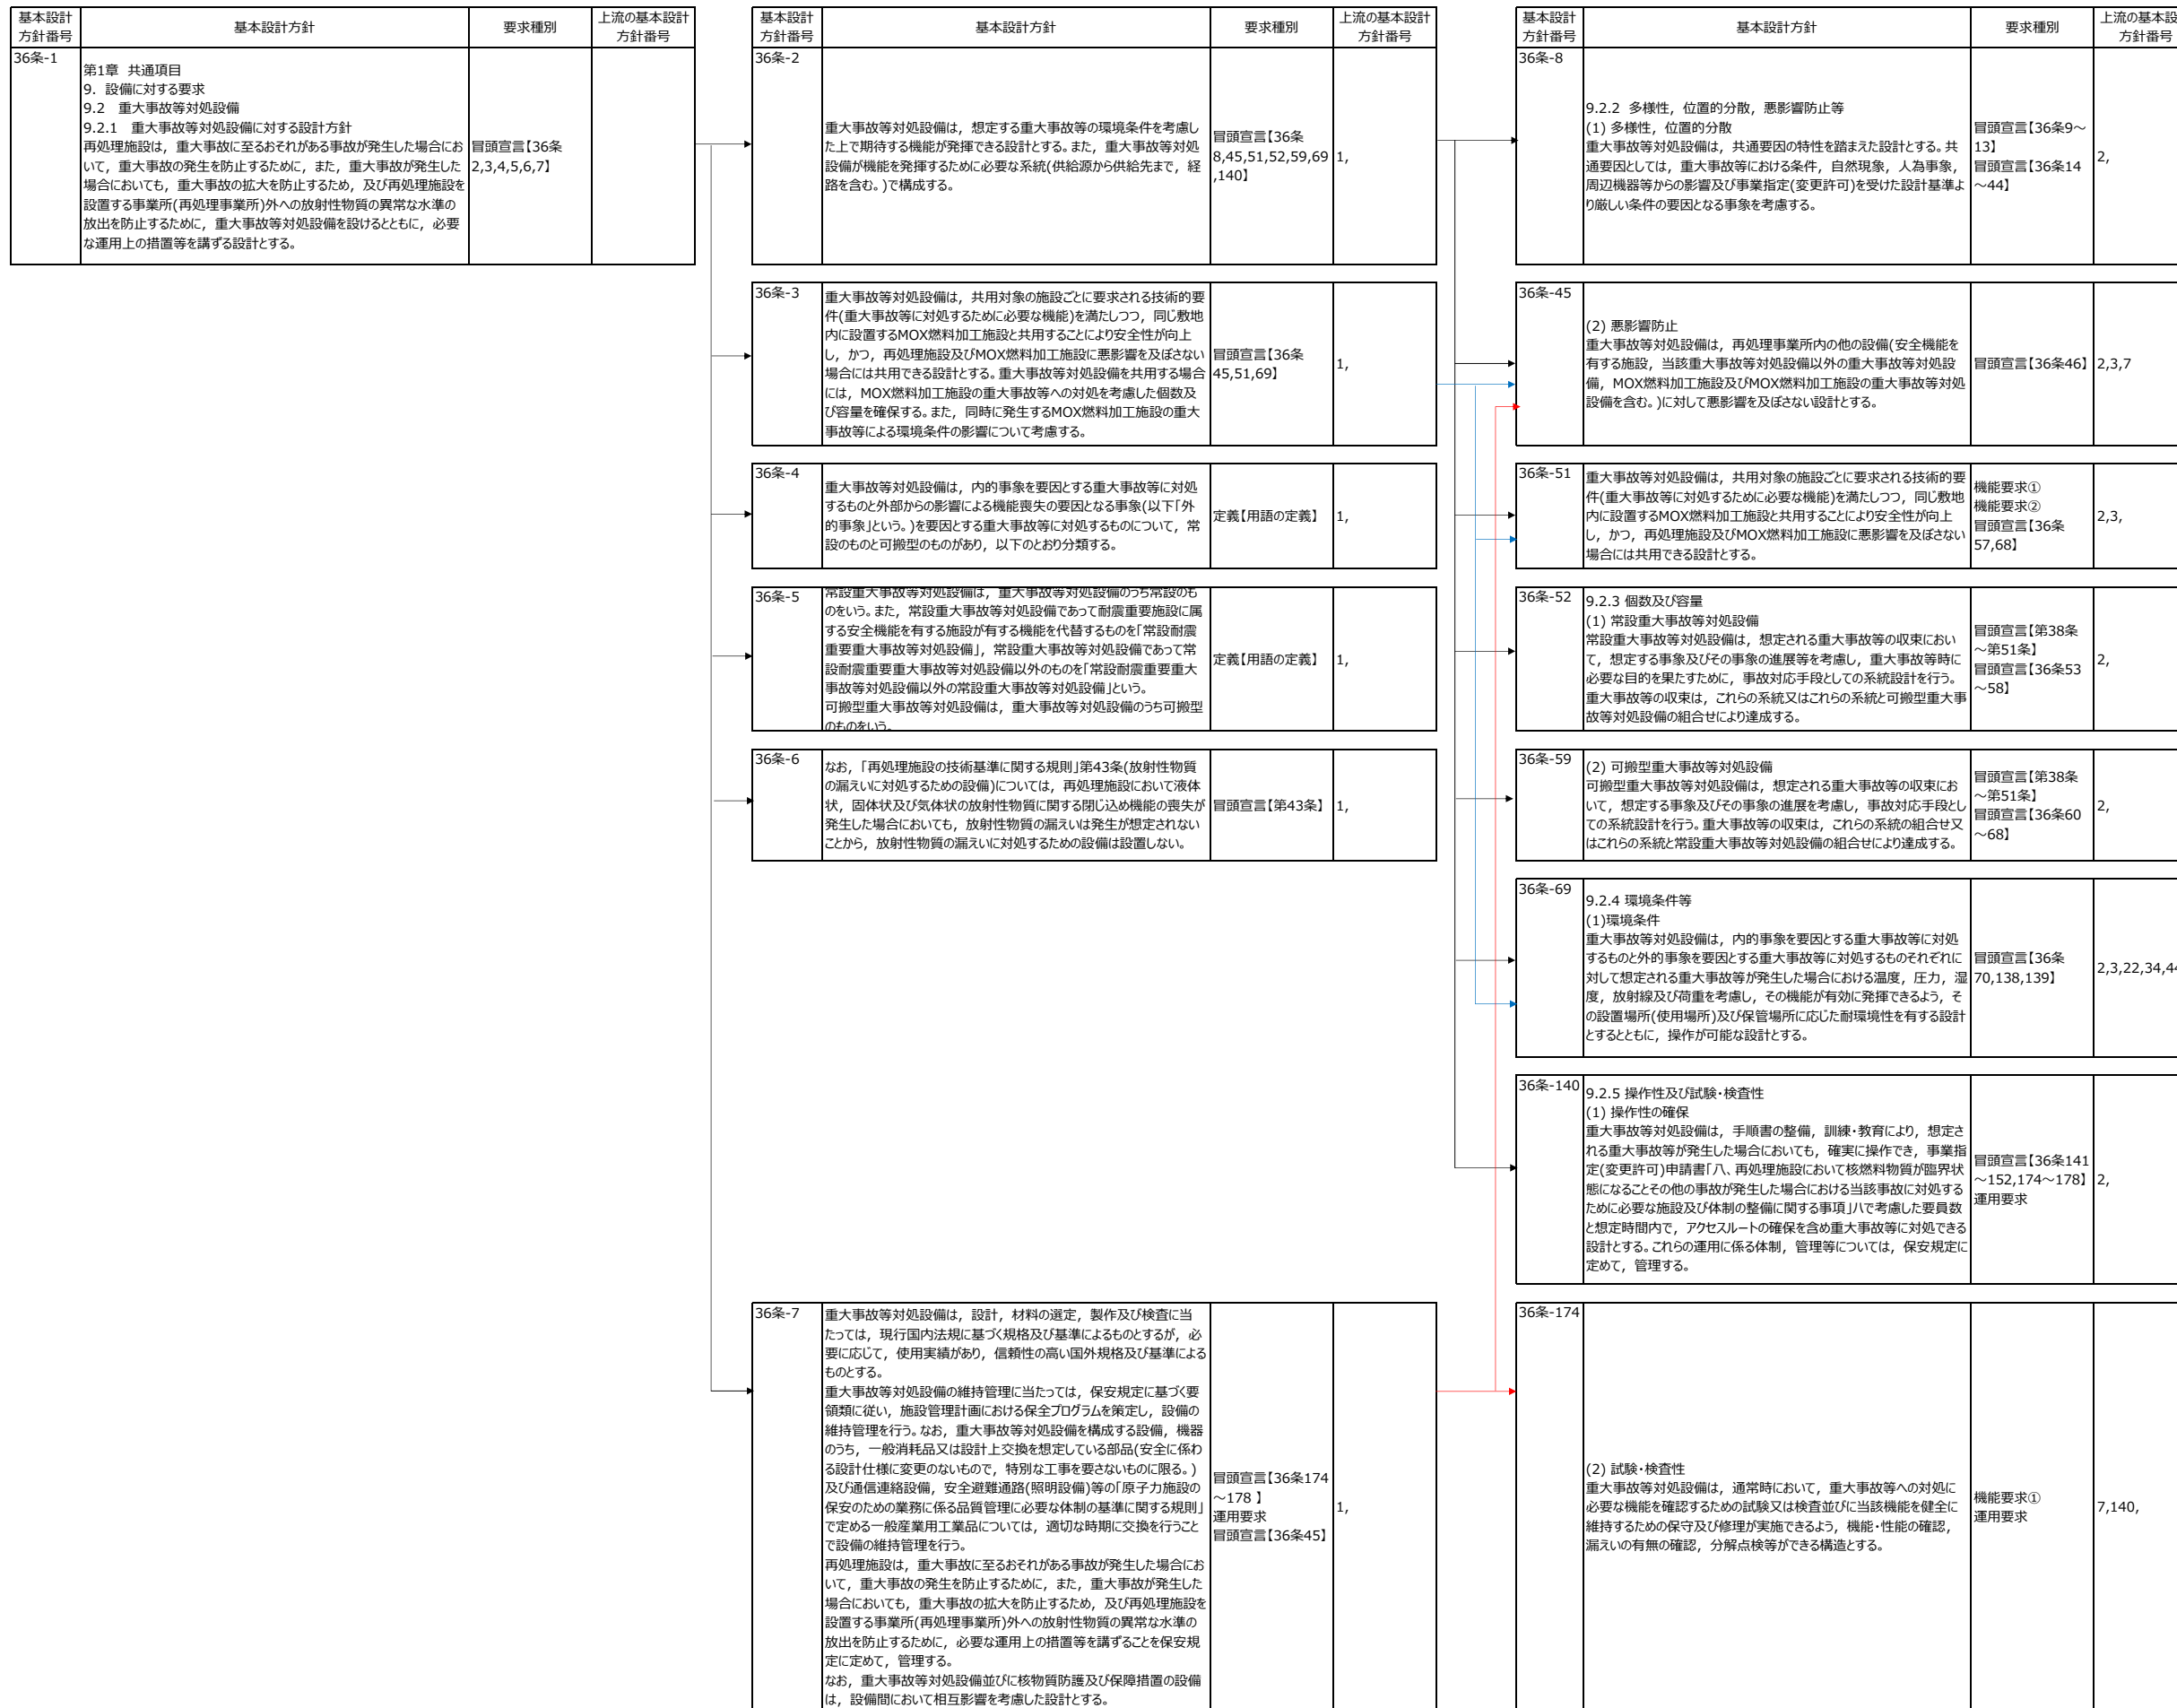 基本設計
方針番号
基本設計方針
要求種別
上流の基本設計
方針番号
36条-1
第1章 共通項目
9. 設備に対する要求
9.2 重大事故等対処設備
9.2.1 重大事故等対処設備に対する設計方針
再処理施設は，重大事故に至るおそれがある事故が発生した場合にお
いて，重大事故の発生を防止するために，また，重大事故が発生した
場合においても，重大事故の拡大を防止するため，及び再処理施設を
設置する事業所(再処理事業所)外への放射性物質の異常な水準の
放出を防止するために，重大事故等対処設備を設けるとともに，必要
な運用上の措置等を講ずる設計とする。
冒頭宣言【36条
2,3,4,5,6,7】
基本設計
方針番号
基本設計方針
要求種別
上流の基本設計
方針番号
36条-2
重大事故等対処設備は，想定する重大事故等の環境条件を考慮し
た上で期待する機能が発揮できる設計とする。また，重大事故等対処
設備が機能を発揮するために必要な系統(供給源から供給先まで，経
路を含む。)で構成する。
冒頭宣言【36条
8,45,51,52,59,69
,140】
1,
36条-3
重大事故等対処設備は，共用対象の施設ごとに要求される技術的要
件(重大事故等に対処するために必要な機能)を満たしつつ，同じ敷地
内に設置するMOX燃料加工施設と共用することにより安全性が向上
し，かつ，再処理施設及びMOX燃料加工施設に悪影響を及ぼさない
場合には共用できる設計とする。重大事故等対処設備を共用する場合
には，MOX燃料加工施設の重大事故等への対処を考慮した個数及
び容量を確保する。また，同時に発生するMOX燃料加工施設の重大
事故等による環境条件の影響について考慮する。
冒頭宣言【36条
45,51,69】
1,
36条-4
重大事故等対処設備は，内的事象を要因とする重大事故等に対処
するものと外部からの影響による機能喪失の要因となる事象(以下「外
的事象」という。)を要因とする重大事故等に対処するものについて，常
設のものと可搬型のものがあり，以下のとおり分類する。
定義【用語の定義】
1,
36条-5
常設重大事故等対処設備は，重大事故等対処設備のうち常設のも
のをいう。また，常設重大事故等対処設備であって耐震重要施設に属
する安全機能を有する施設が有する機能を代替するものを「常設耐震
重要重大事故等対処設備」，常設重大事故等対処設備であって常
設耐震重要重大事故等対処設備以外のものを「常設耐震重要重大
事故等対処設備以外の常設重大事故等対処設備」という。
可搬型重大事故等対処設備は，重大事故等対処設備のうち可搬型
のものをいう。
定義【用語の定義】
1,
36条-6
なお，「再処理施設の技術基準に関する規則」第43条(放射性物質
の漏えいに対処するための設備)については，再処理施設において液体
状，固体状及び気体状の放射性物質に関する閉じ込め機能の喪失が
発生した場合においても，放射性物質の漏えいは発生が想定されない
ことから，放射性物質の漏えいに対処するための設備は設置しない。
冒頭宣言【第43条】
1,
36条-7
重大事故等対処設備は，設計，材料の選定，製作及び検査に当
たっては，現行国内法規に基づく規格及び基準によるものとするが，必
要に応じて，使用実績があり，信頼性の高い国外規格及び基準による
ものとする。
重大事故等対処設備の維持管理に当たっては，保安規定に基づく要
領類に従い，施設管理計画における保全プログラムを策定し，設備の
維持管理を行う。なお，重大事故等対処設備を構成する設備，機器
のうち，一般消耗品又は設計上交換を想定している部品(安全に係わ
る設計仕様に変更のないもので，特別な工事を要さないものに限る。)
及び通信連絡設備，安全避難通路(照明設備)等の「原子力施設の
保安のための業務に係る品質管理に必要な体制の基準に関する規則」
で定める一般産業用工業品については，適切な時期に交換を行うこと
で設備の維持管理を行う。
再処理施設は，重大事故に至るおそれがある事故が発生した場合にお
いて，重大事故の発生を防止するために，また，重大事故が発生した
場合においても，重大事故の拡大を防止するため，及び再処理施設を
設置する事業所(再処理事業所)外への放射性物質の異常な水準の
放出を防止するために，必要な運用上の措置等を講ずることを保安規
定に定めて，管理する。
なお，重大事故等対処設備並びに核物質防護及び保障措置の設備
は，設備間において相互影響を考慮した設計とする。
冒頭宣言【36条174
～178 】
運用要求
冒頭宣言【36条45】
1,
基本設計
方針番号
基本設計方針
要求種別
上流の基本設
方針番号
36条-8
9.2.2 多様性，位置的分散，悪影響防止等
(1) 多様性，位置的分散
重大事故等対処設備は，共通要因の特性を踏まえた設計とする。共
通要因としては，重大事故等における条件，自然現象，人為事象，
周辺機器等からの影響及び事業指定(変更許可)を受けた設計基準よ
り厳しい条件の要因となる事象を考慮する。
冒頭宣言【36条9～
13】
冒頭宣言【36条14
～44】
2,
36条-45
(2) 悪影響防止
重大事故等対処設備は，再処理事業所内の他の設備(安全機能を
有する施設，当該重大事故等対処設備以外の重大事故等対処設
備，MOX燃料加工施設及びMOX燃料加工施設の重大事故等対処
設備を含む。)に対して悪影響を及ぼさない設計とする。
冒頭宣言【36条46】
2,3,7
36条-51
重大事故等対処設備は，共用対象の施設ごとに要求される技術的要
件(重大事故等に対処するために必要な機能)を満たしつつ，同じ敷地
内に設置するMOX燃料加工施設と共用することにより安全性が向上
し，かつ，再処理施設及びMOX燃料加工施設に悪影響を及ぼさない
場合には共用できる設計とする。
機能要求①
機能要求②
冒頭宣言【36条
57,68】
2,3,
36条-52
9.2.3 個数及び容量
(1) 常設重大事故等対処設備
常設重大事故等対処設備は，想定される重大事故等の収束におい
て，想定する事象及びその事象の進展等を考慮し，重大事故等時に
必要な目的を果たすために，事故対応手段としての系統設計を行う。
重大事故等の収束は，これらの系統又はこれらの系統と可搬型重大事
故等対処設備の組合せにより達成する。
冒頭宣言【第38条
～第51条】
冒頭宣言【36条53
～58】
2,
36条-59
(2) 可搬型重大事故等対処設備
可搬型重大事故等対処設備は，想定される重大事故等の収束にお
いて，想定する事象及びその事象の進展を考慮し，事故対応手段とし
ての系統設計を行う。重大事故等の収束は，これらの系統の組合せ又
はこれらの系統と常設重大事故等対処設備の組合せにより達成する。
冒頭宣言【第38条
～第51条】
冒頭宣言【36条60
～68】
2,
36条-69
9.2.4 環境条件等
(1)環境条件
重大事故等対処設備は，内的事象を要因とする重大事故等に対処
するものと外的事象を要因とする重大事故等に対処するものそれぞれに
対して想定される重大事故等が発生した場合における温度，圧力，湿
度，放射線及び荷重を考慮し，その機能が有効に発揮できるよう，そ
の設置場所(使用場所)及び保管場所に応じた耐環境性を有する設計
とするとともに，操作が可能な設計とする。
冒頭宣言【36条
70,138,139】
2,3,22,34,44
36条-140
9.2.5 操作性及び試験・検査性
(1) 操作性の確保
重大事故等対処設備は，手順書の整備，訓練・教育により，想定さ
れる重大事故等が発生した場合においても，確実に操作でき，事業指
定(変更許可)申請書「八、再処理施設において核燃料物質が臨界状
態になることその他の事故が発生した場合における当該事故に対処する
ために必要な施設及び体制の整備に関する事項」ハで考慮した要員数
と想定時間内で，アクセスルートの確保を含め重大事故等に対処できる
設計とする。これらの運用に係る体制，管理等については，保安規定に
定めて，管理する。
冒頭宣言【36条141
～152,174～178】
運用要求
2,
36条-174
(2) 試験・検査性
重大事故等対処設備は，通常時において，重大事故等への対処に
必要な機能を確認するための試験又は検査並びに当該機能を健全に
維持するための保守及び修理が実施できるよう，機能・性能の確認，
漏えいの有無の確認，分解点検等ができる構造とする。
機能要求①
運用要求
7,140,